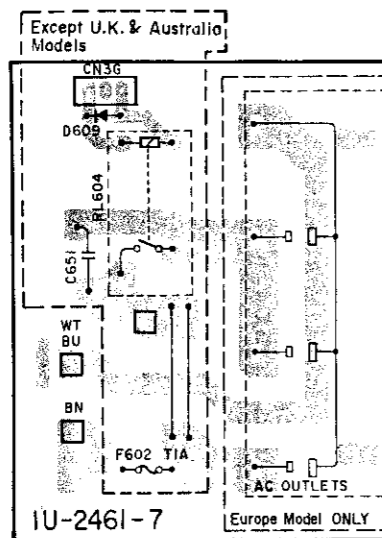 Except U.K. & Australia
Models
CN3G
D609
RL604
C651
WT
BU
BN
F602 T1A
AC OUTLETS
1U-2461-7
Europe Model ONLY